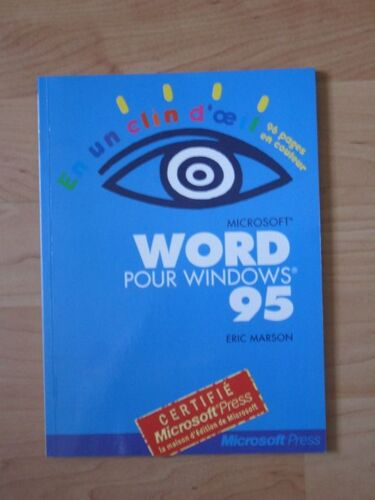 En un clin d'œil
96 pages
en couleur
MICROSOFT®
WORD
POUR WINDOWS®
95
ERIC MARSON
CERTIFIÉ
Microsoft Press
la maison d'édition de Microsoft
Microsoft Press